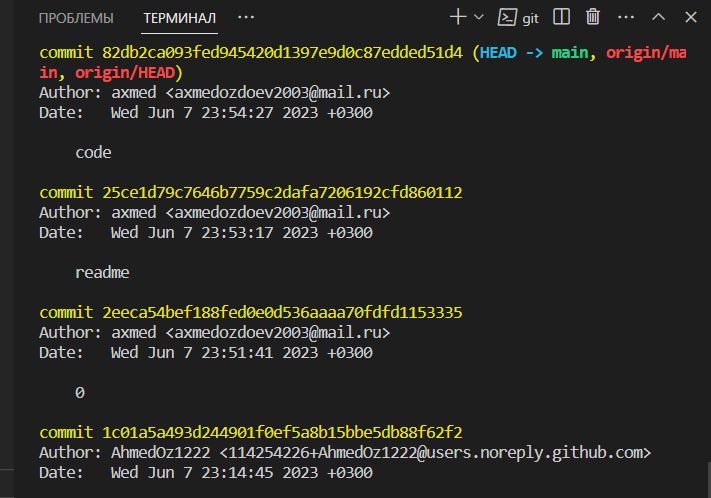 ПРОБЛЕМЫ ТЕРМИНАЛ ... git
commit 82db2ca093fed945420d1397e9d0c87edded51d4 (HEAD -> main, origin/ma
in, origin/HEAD)
Author: axmed <axmedozdoev2003@mail.ru>
Date:   Wed Jun 7 23:54:27 2023 +0300
code
commit 25ce1d79c7646b7759c2dafa7206192cfd860112
Author: axmed <axmedozdoev2003@mail.ru>
Date:   Wed Jun 7 23:53:17 2023 +0300
readme
commit 2eeca54bef188fed0e0d536aaaa70fdfd1153335
Author: axmed <axmedozdoev2003@mail.ru>
Date:   Wed Jun 7 23:51:41 2023 +0300
0
commit 1c01a5a493d244901f0ef5a8b15bbe5db88f62f2
Author: AhmedOz1222 <114254226+AhmedOz1222@users.noreply.github.com>
Date:   Wed Jun 7 23:14:45 2023 +0300